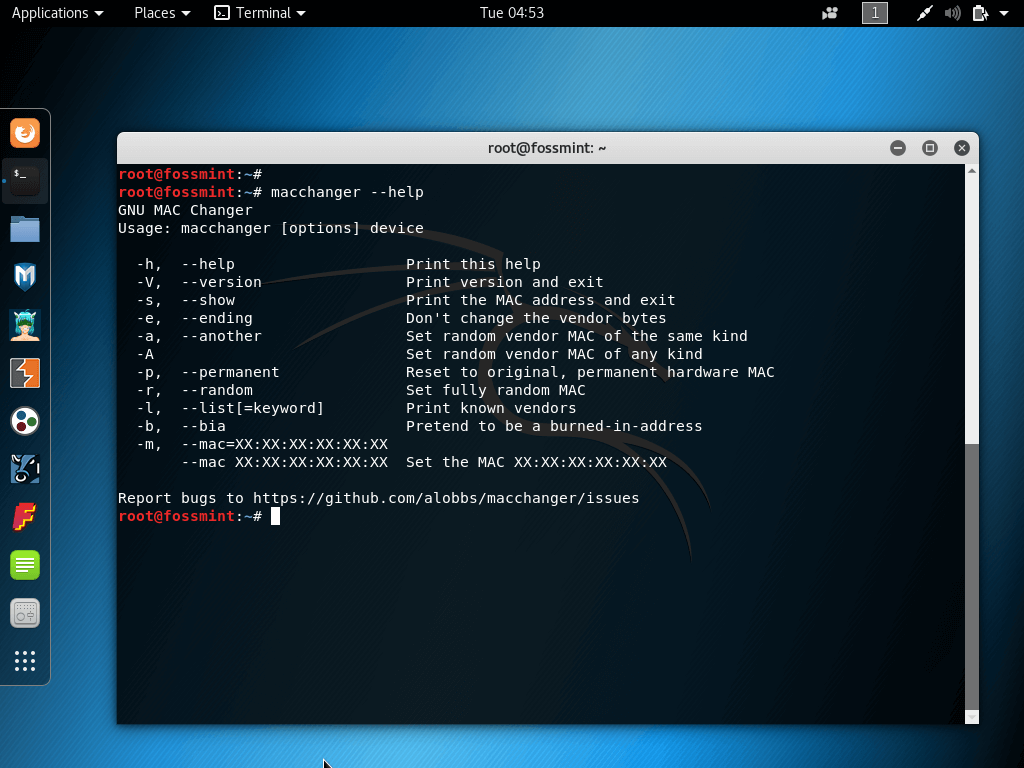 Applications Places Terminal Tue 04:53 1
root@fossmint: ~
root@fossmint:~#
root@fossmint:~# macchanger --help
GNU MAC Changer
Usage: macchanger [options] device
-h, --help Print this help
-V, --version Print version and exit
-s, --show Print the MAC address and exit
-e, --ending Don't change the vendor bytes
-a, --another Set random vendor MAC of the same kind
-A Set random vendor MAC of any kind
-p, --permanent Reset to original, permanent hardware MAC
-r, --random Set fully random MAC
-l, --list[=keyword] Print known vendors
-b, --bia Pretend to be a burned-in-address
-m, --mac=XX:XX:XX:XX:XX:XX
--mac XX:XX:XX:XX:XX:XX Set the MAC XX:XX:XX:XX:XX:XX
Report bugs to https://github.com/alobbs/macchanger/issues
root@fossmint:~#